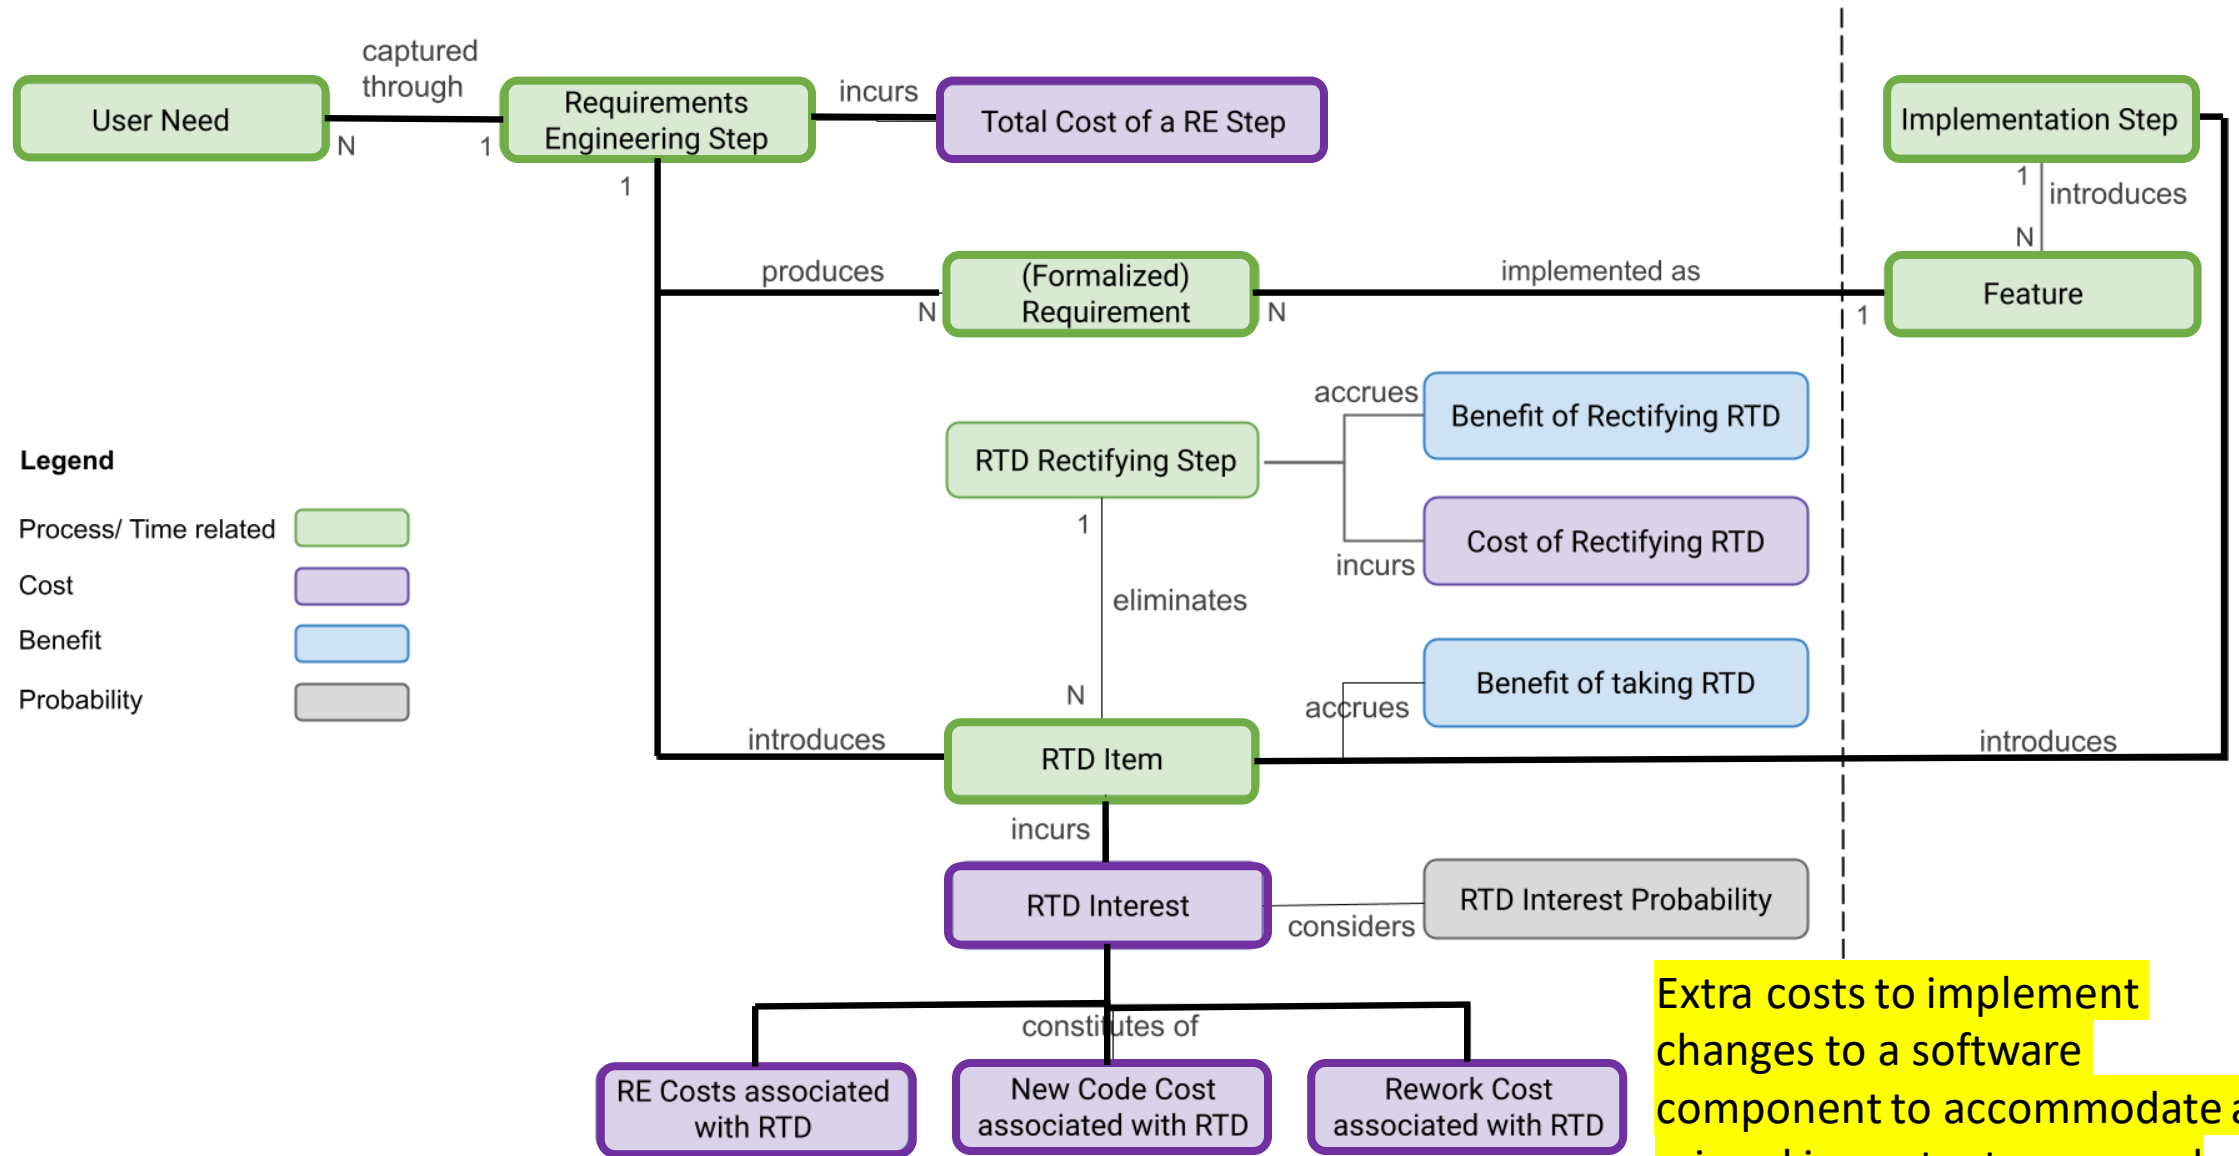 captured
through
User Need
N
1
Requirements
Engineering Step
incurs
Total Cost of a RE Step
Implementation Step
1
1
introduces
N
produces
N
(Formalized)
Requirement
N
implemented as
1
Feature
accrues
Benefit of Rectifying RTD
RTD Rectifying Step
Cost of Rectifying RTD
incurs
1
eliminates
N
Legend
Process/ Time related
Cost
Benefit
Probability
Benefit of taking RTD
accrues
introduces
RTD Item
introduces
incurs
RTD Interest
considers
RTD Interest Probability
constitutes of
RE Costs associated
with RTD
New Code Cost
associated with RTD
Rework Cost
associated with RTD
Extra costs to implement
changes to a software
component to accommodate a